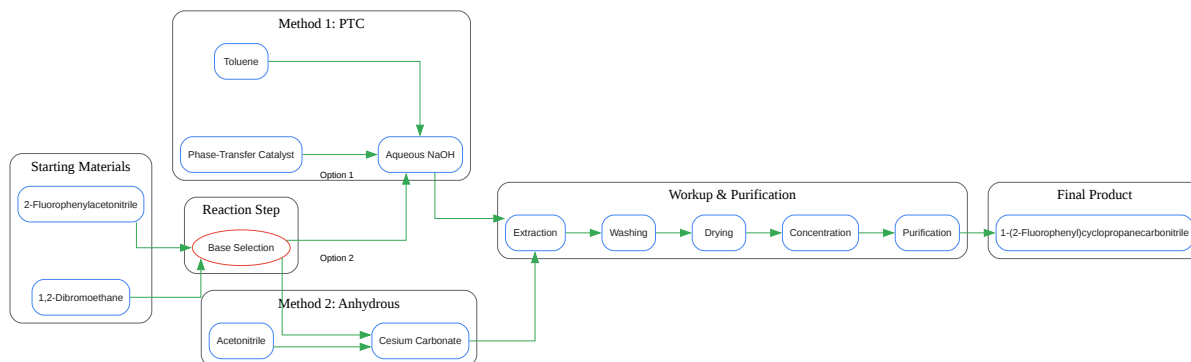 Method 1: PTC
Toluene
Phase-Transfer Catalyst
Aqueous NaOH
Option 1
Starting Materials
2-Fluorophenylacetonitrile
1,2-Dibromoethane
Reaction Step
Base Selection
Option 2
Method 2: Anhydrous
Acetonitrile
Cesium Carbonate
Workup & Purification
Extraction
Washing
Drying
Concentration
Purification
Final Product
1-(2-Fluorophenyl)cyclopropanecarbonitrile